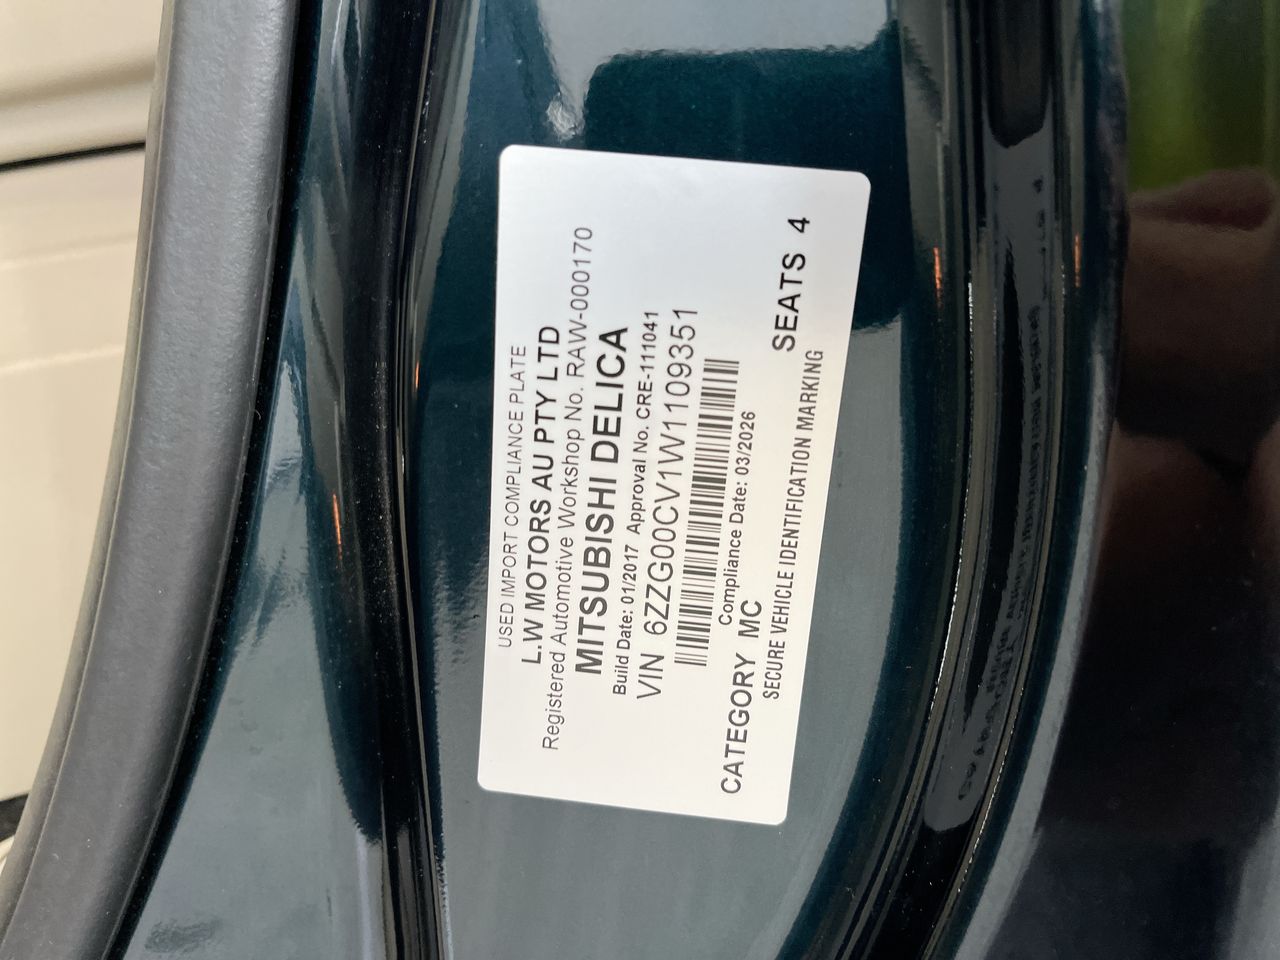 USED IMPORT COMPLIANCE PLATE
L.W MOTORS AU PTY LTD
Registered Automotive Workshop No. RAW-000170
MITSUBISHI DELICA
Build Date: 01/2017 Approval No. CRE-111041
VIN 6ZZG00CV1W1109351
Compliance Date: 03/2026
CATEGORY MC SEATS 4
SECURE VEHICLE IDENTIFICATION MARKING